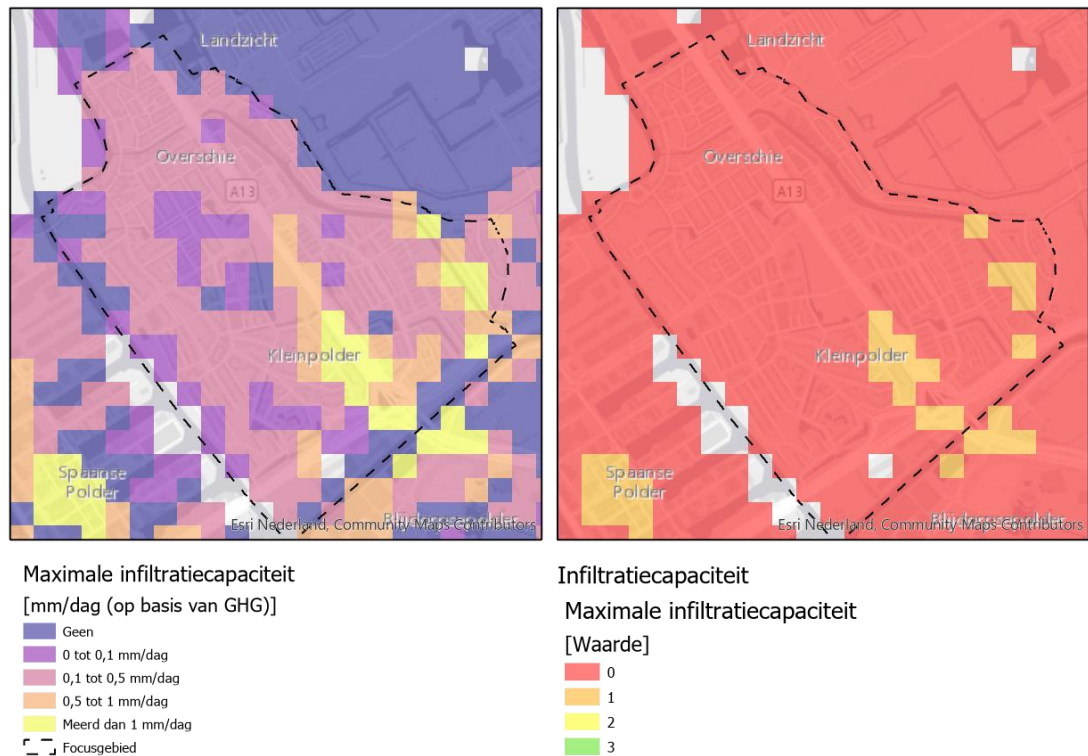 Landzicht
Overschie
A13
Kleinpolder
Spaanse
Polder
Esri Nederland, Community Maps Contributors
Landzicht
Overschie
A13
Kleinpolder
Spaanse
Polder
Esri Nederland, Community Maps Contributors
Maximale infiltratiecapaciteit
[mm/dag (op basis van GHG)]
Geen
0 tot 0,1 mm/dag
0,1 tot 0,5 mm/dag
0,5 tot 1 mm/dag
Meerd dan 1 mm/dag
Focusgebied
Infiltratiecapaciteit
Maximale infiltratiecapaciteit
[Waarde]
0
1
2
3